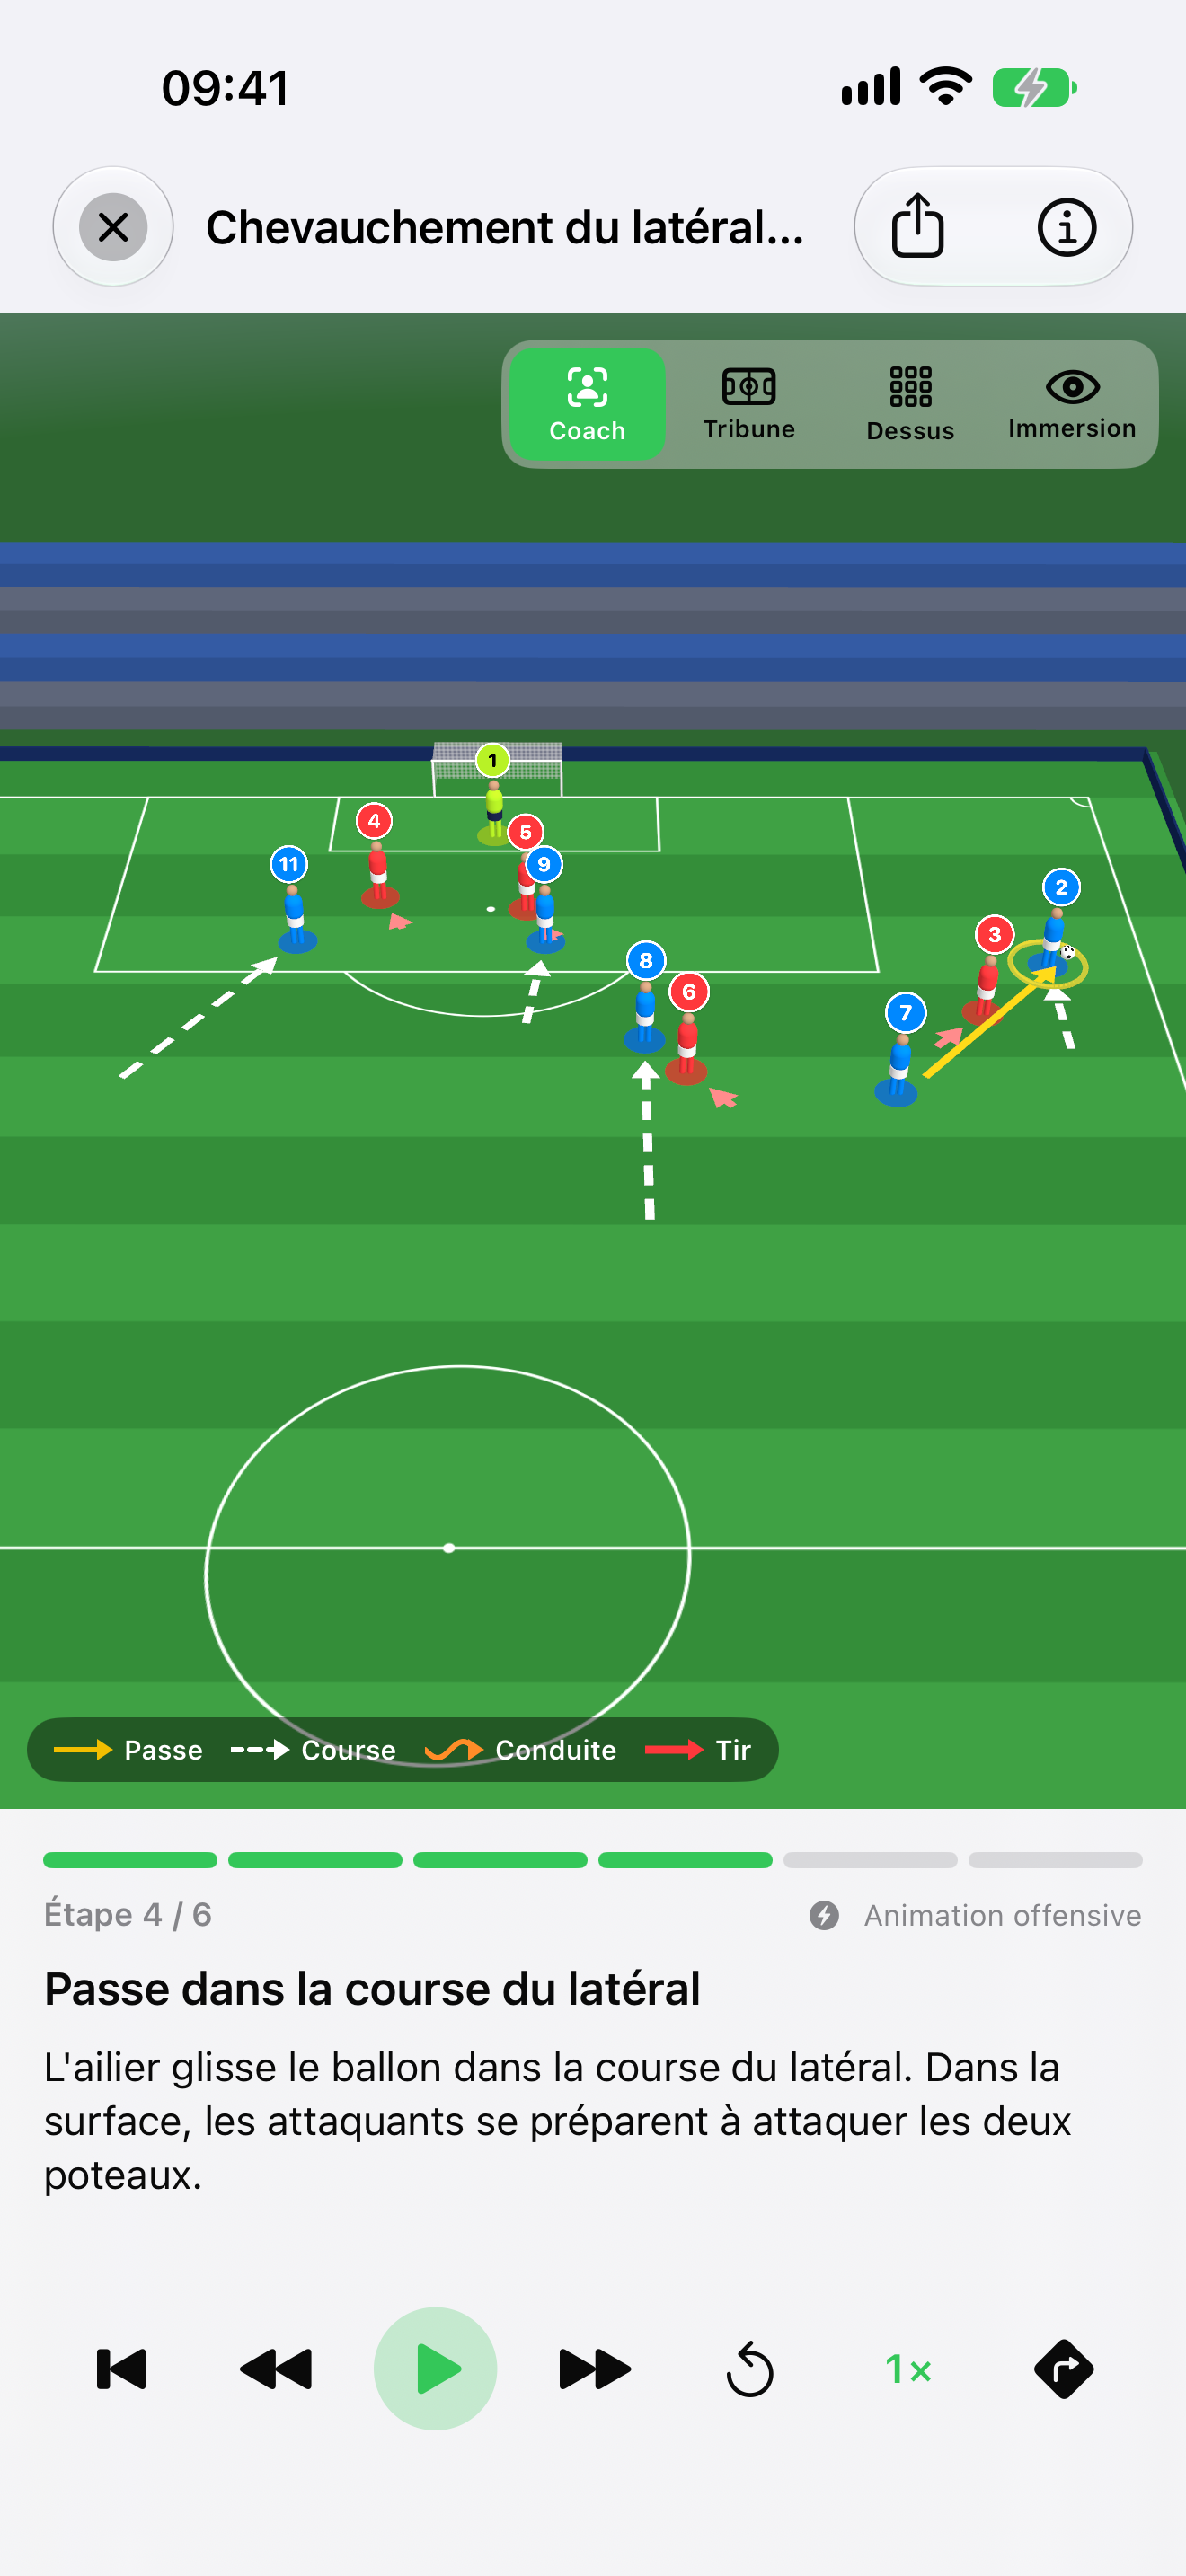 09:41
Chevauchement du latéral...
Coach
Tribune
Dessus
Immersion
1
4
5
11
9
2
3
8
6
7
Passe
Course
Conduite
Tir
Étape 4 / 6
Animation offensive
Passe dans la course du latéral
L'ailier glisse le ballon dans la course du latéral. Dans la
surface, les attaquants se préparent à attaquer les deux
poteaux.
1×